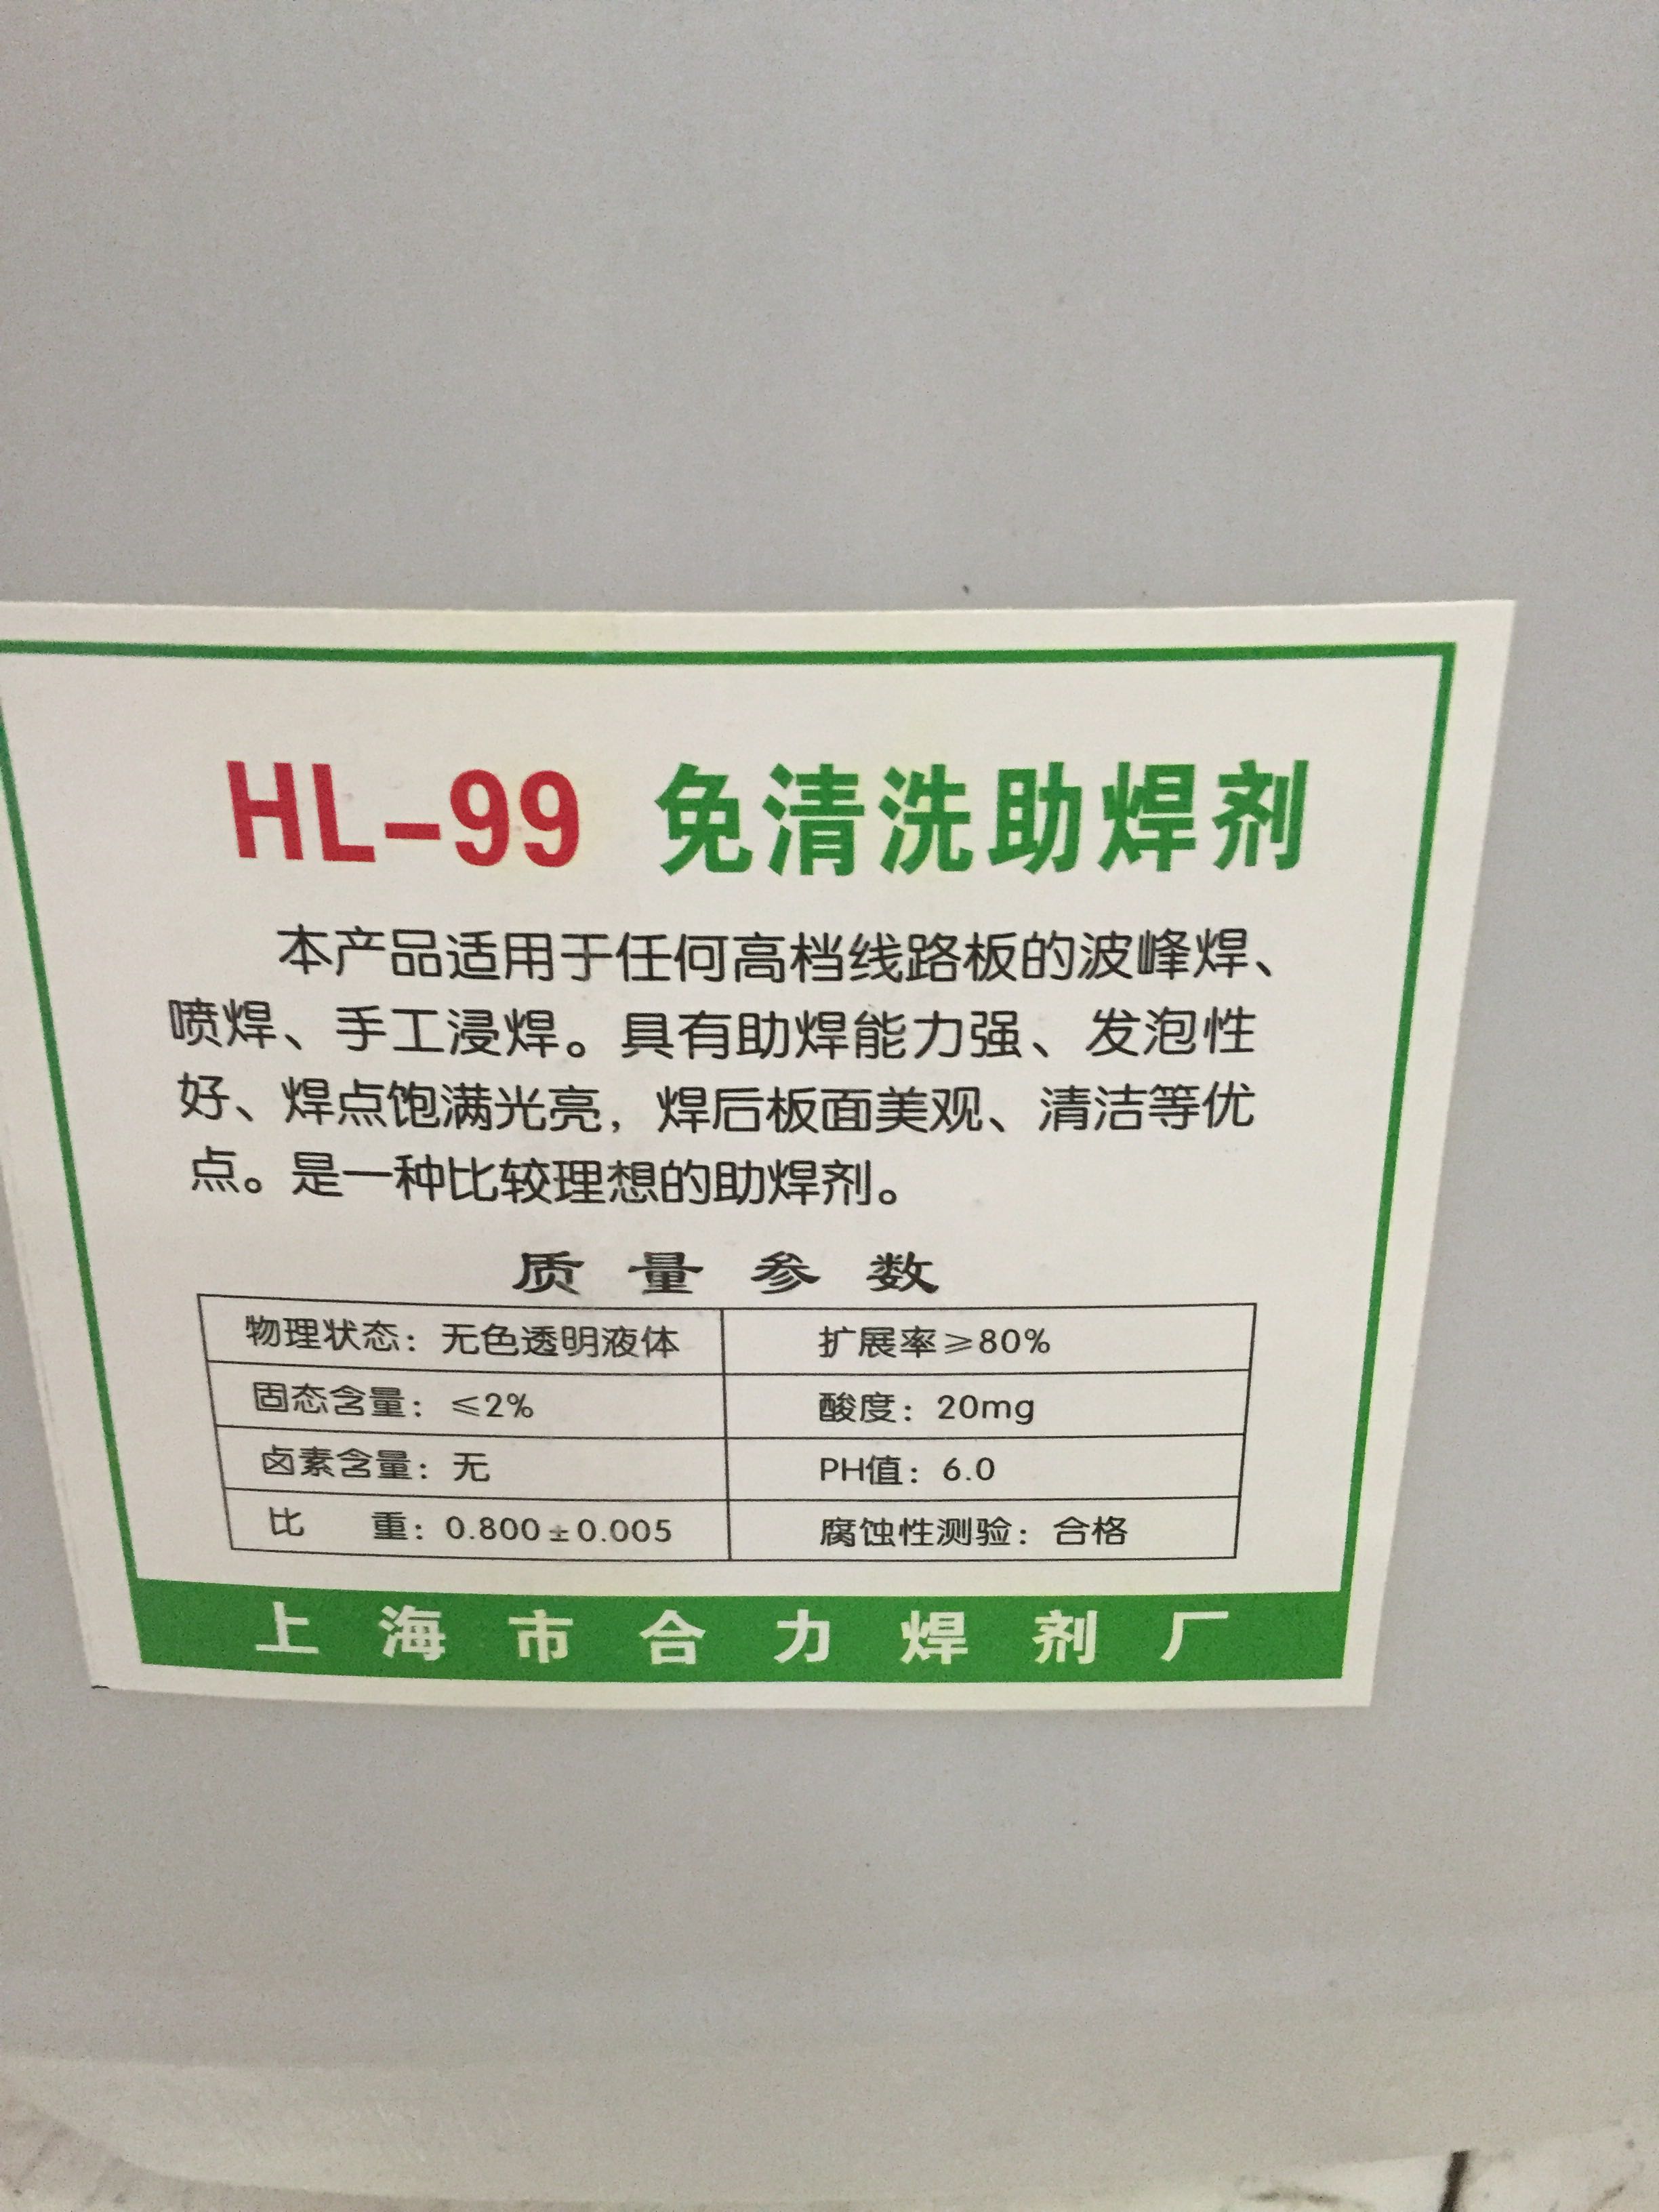 HL-99 免清洗助焊剂
本产品适用于任何高档线路板的波峰焊、
喷焊、手工浸焊。具有助焊能力强、发泡性
好、焊点饱满光亮，焊后板面美观、清洁等优
点。是一种比较理想的助焊剂。
质量参数
物理状态：无色透明液体 扩展率≥80%
固态含量：≤2% 酸度：20mg
卤素含量：无 PH值：6.0
比 重：0.800±0.005 腐蚀性测验：合格
上海市合力焊剂厂